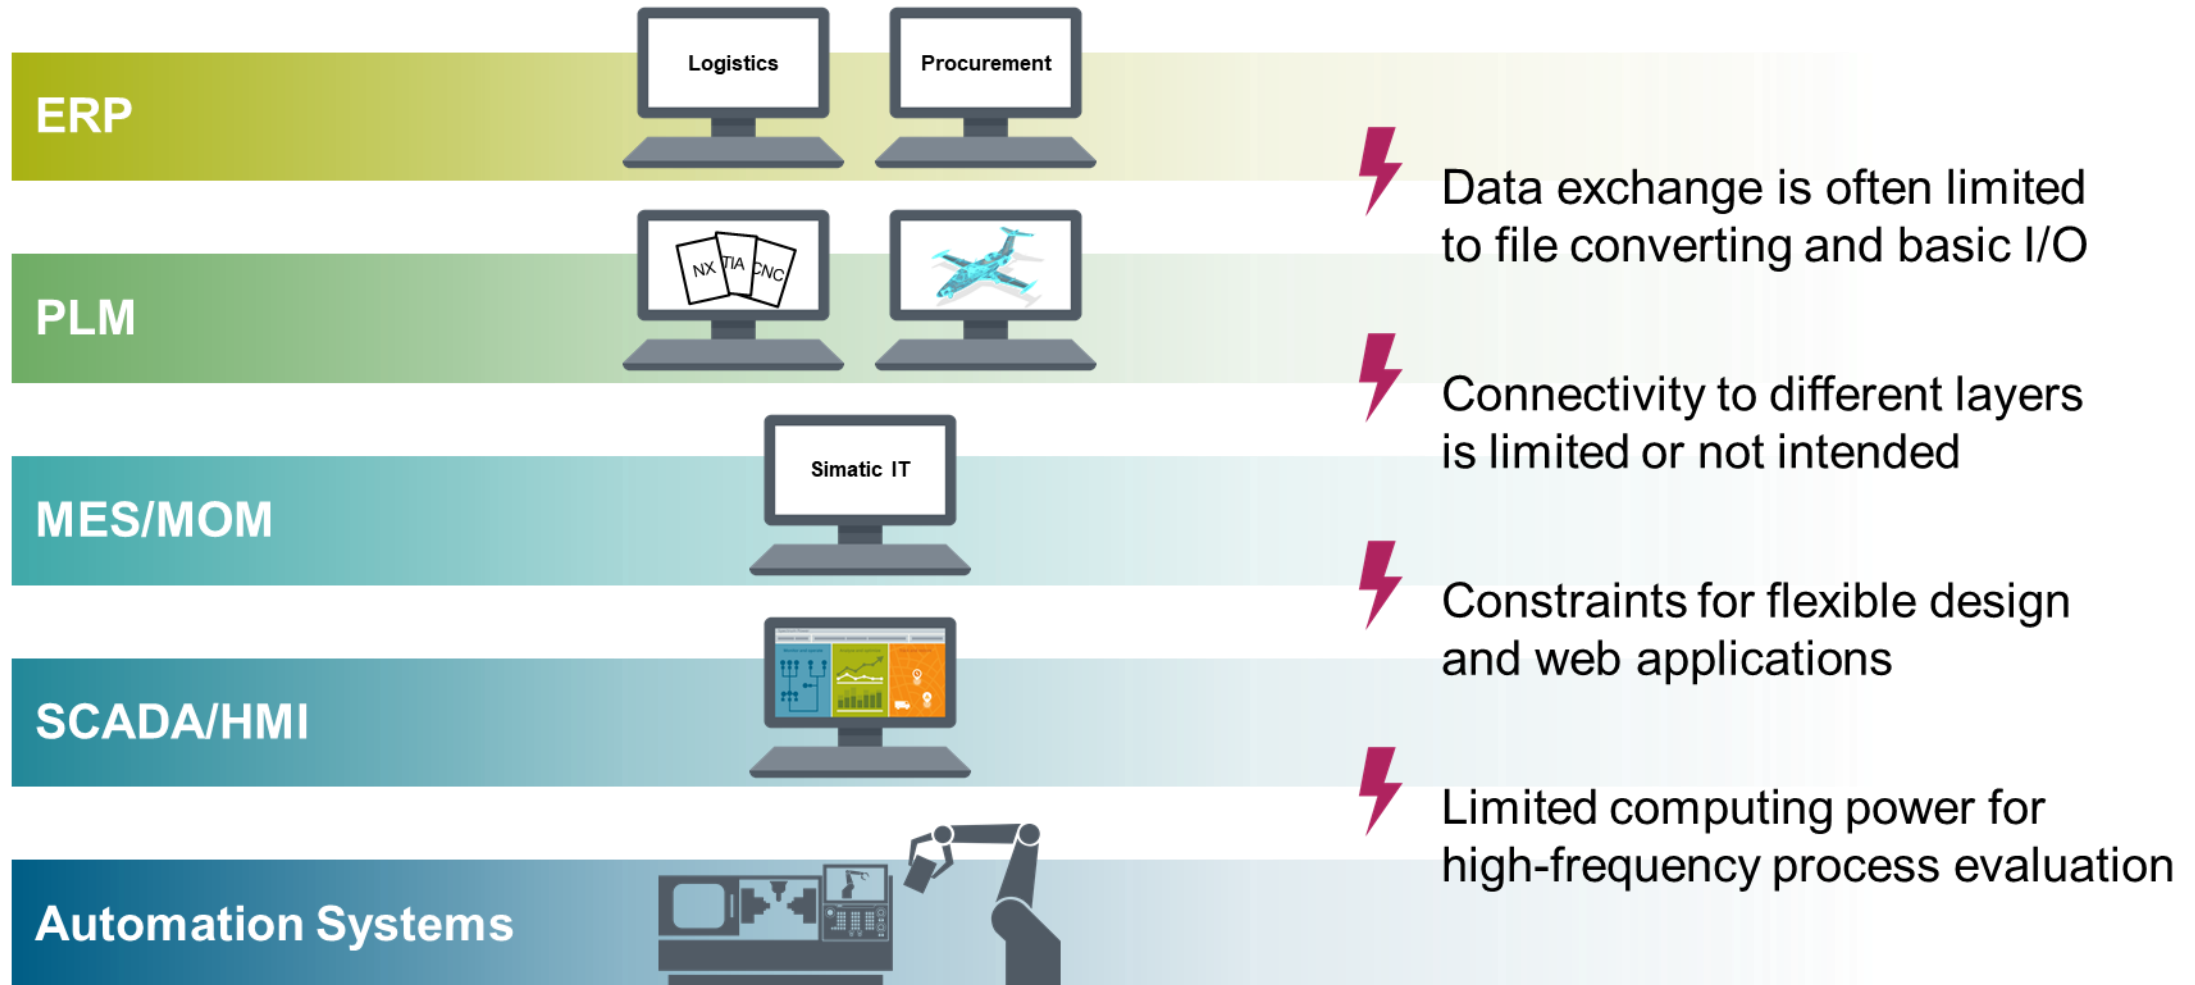 ERP
Logistics
Procurement
Data exchange is often limited
to file converting and basic I/O
PLM
NX
TIA
CNC
Connectivity to different layers
is limited or not intended
MES/MOM
Simatic IT
Constraints for flexible design
and web applications
SCADA/HMI
Limited computing power for
high-frequency process evaluation
Automation Systems